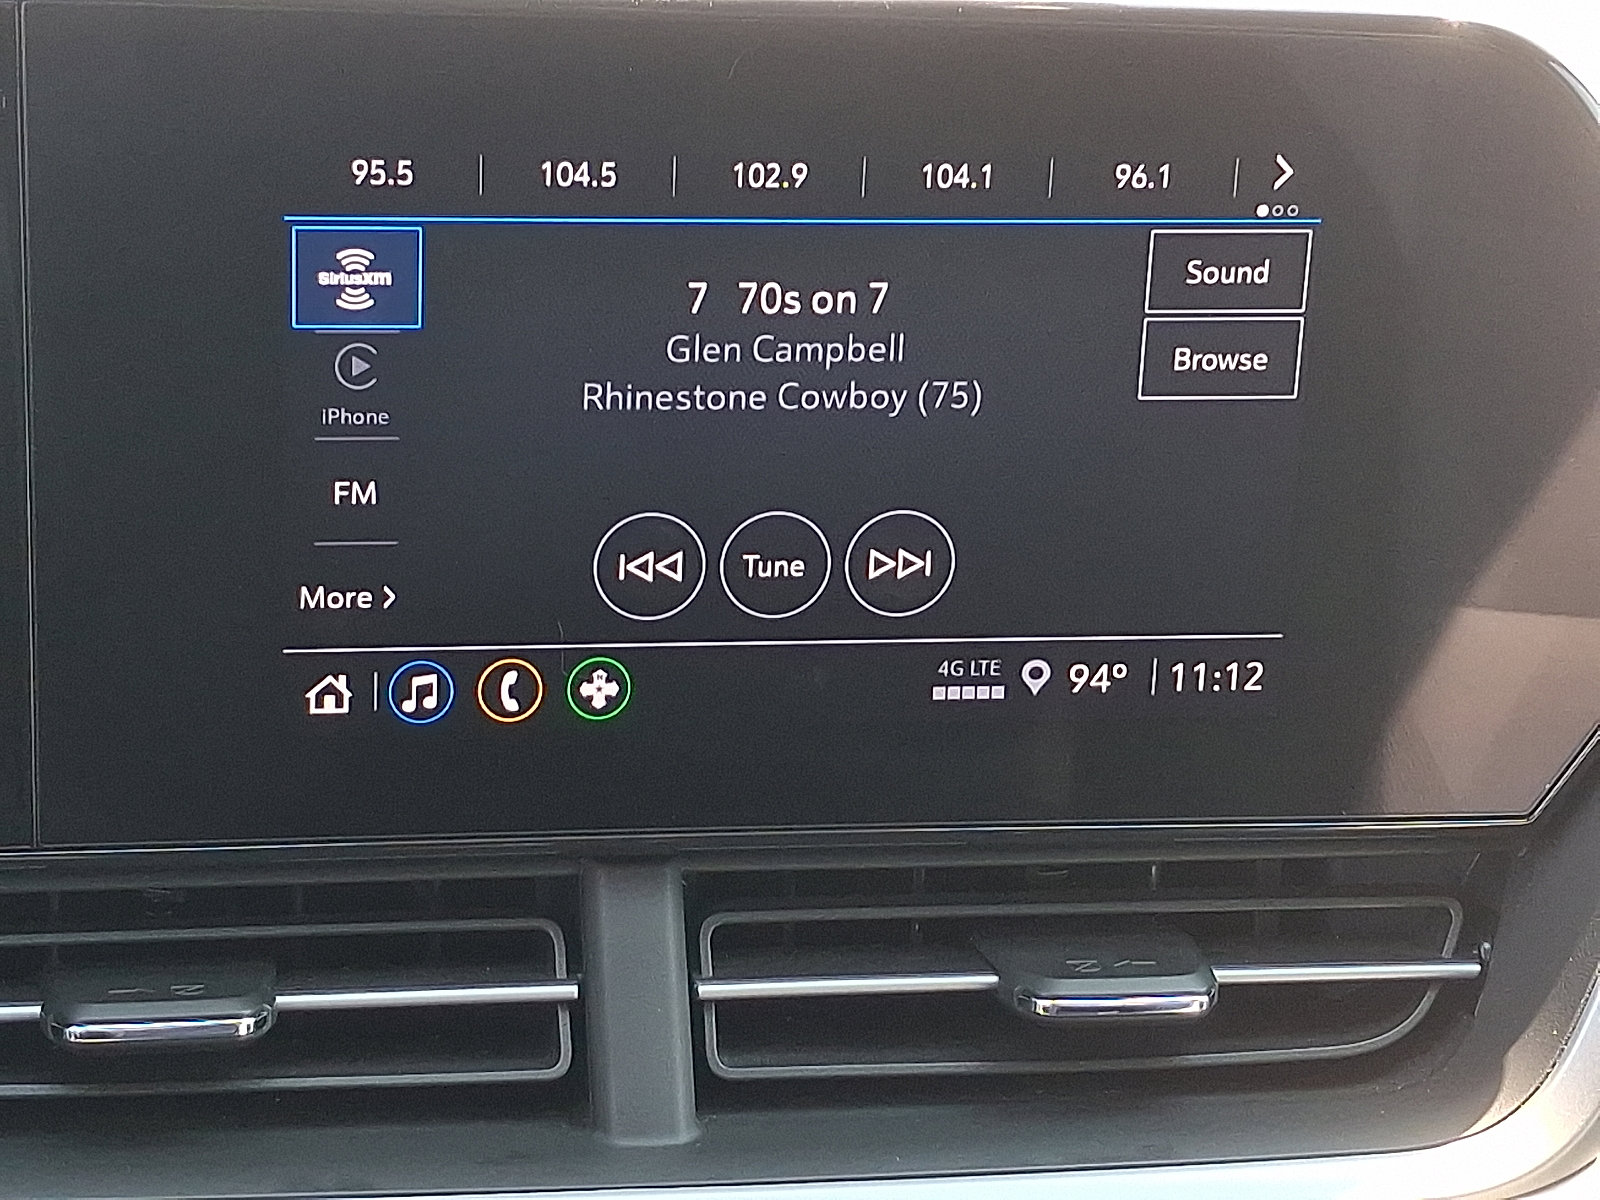 95.5 104.5 102.9 104.1 96.1
SiriusXM
7 70s on 7
Glen Campbell
Rhinestone Cowboy (75)
Sound
Browse
iPhone
FM
More
Tune
4G LTE
94° 11:12